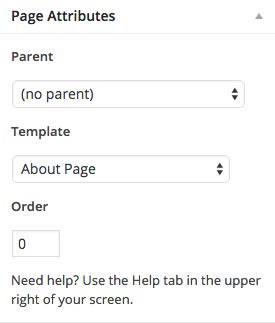 Page Attributes
Parent
(no parent)
Template
About Page
Order
0
Need help? Use the Help tab in the upper
right of your screen.